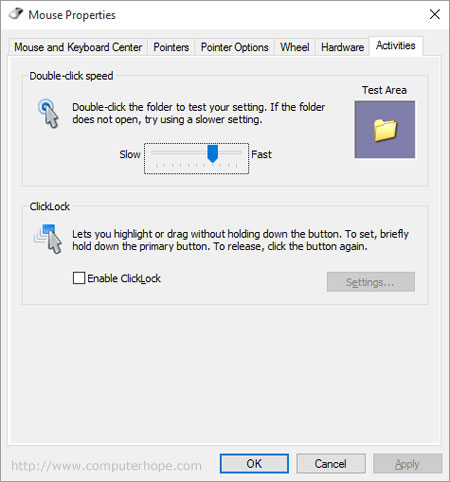 Mouse Properties
Mouse and Keyboard Center Pointers Pointer Options Wheel Hardware Activities
Double-click speed
Test Area
Double-click the folder to test your setting. If the folder
does not open, try using a slower setting.
Slow Fast
ClickLock
Lets you highlight or drag without holding down the button. To set, briefly
hold down the primary button. To release, click the button again.
Enable ClickLock
Settings...
http://www.computerhope.com
OK Cancel Apply